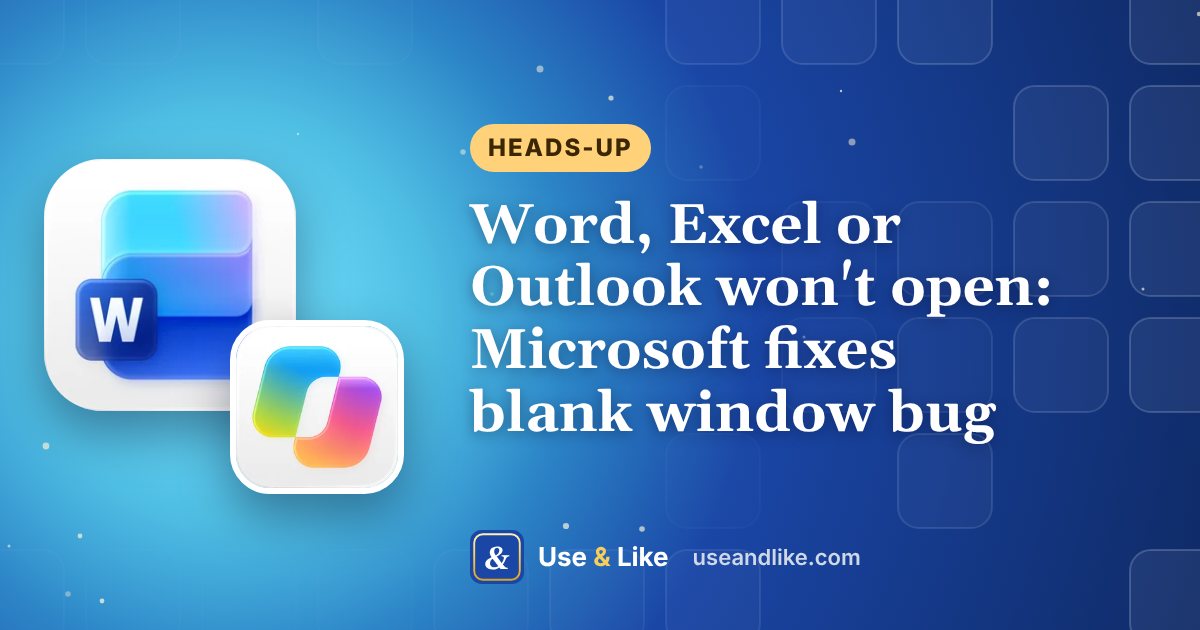 HEADS-UP
Word, Excel or
Outlook won't open:
Microsoft fixes
blank window bug
W
& Use & Like useandlike.com